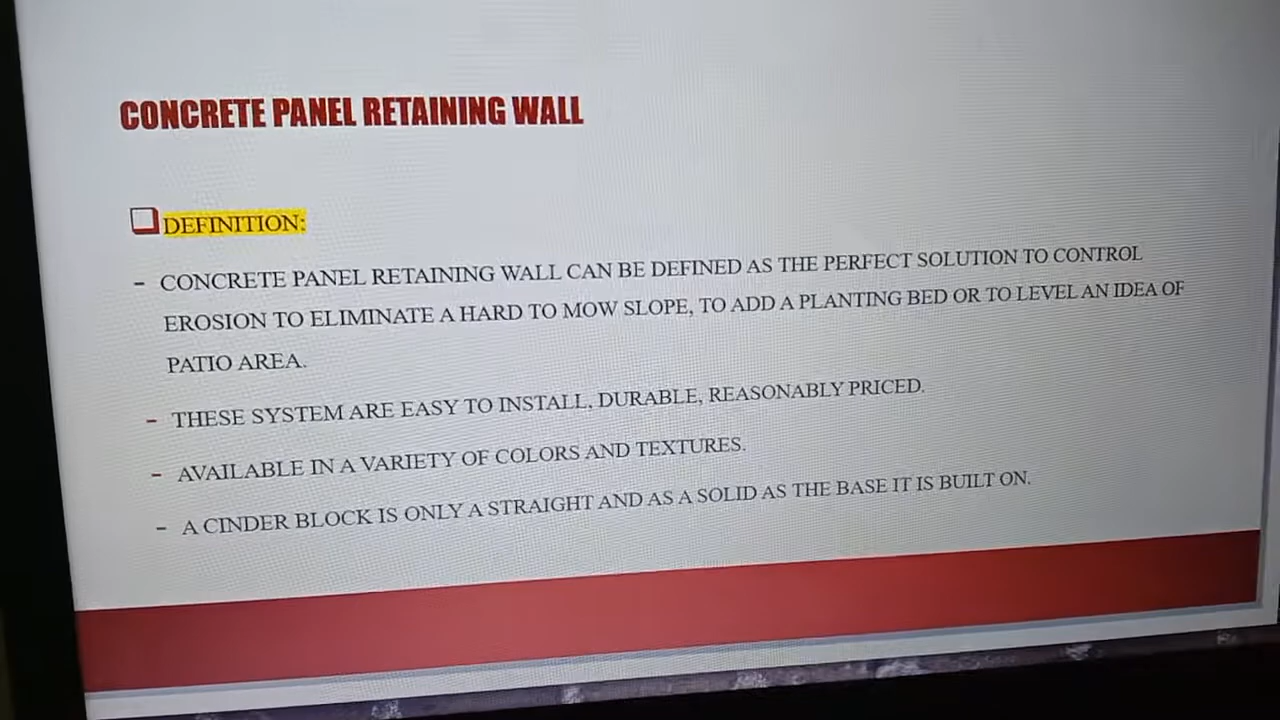 CONCRETE PANEL RETAINING WALL
DEFINITION:
- CONCRETE PANEL RETAINING WALL CAN BE DEFINED AS THE PERFECT SOLUTION TO CONTROL
EROSION TO ELIMINATE A HARD TO MOW SLOPE, TO ADD A PLANTING BED OR TO LEVEL AN IDEA OF
PATIO AREA.
- THESE SYSTEM ARE EASY TO INSTALL, DURABLE, REASONABLY PRICED.
- AVAILABLE IN A VARIETY OF COLORS AND TEXTURES.
- A CINDER BLOCK IS ONLY A STRAIGHT AND AS A SOLID AS THE BASE IT IS BUILT ON.